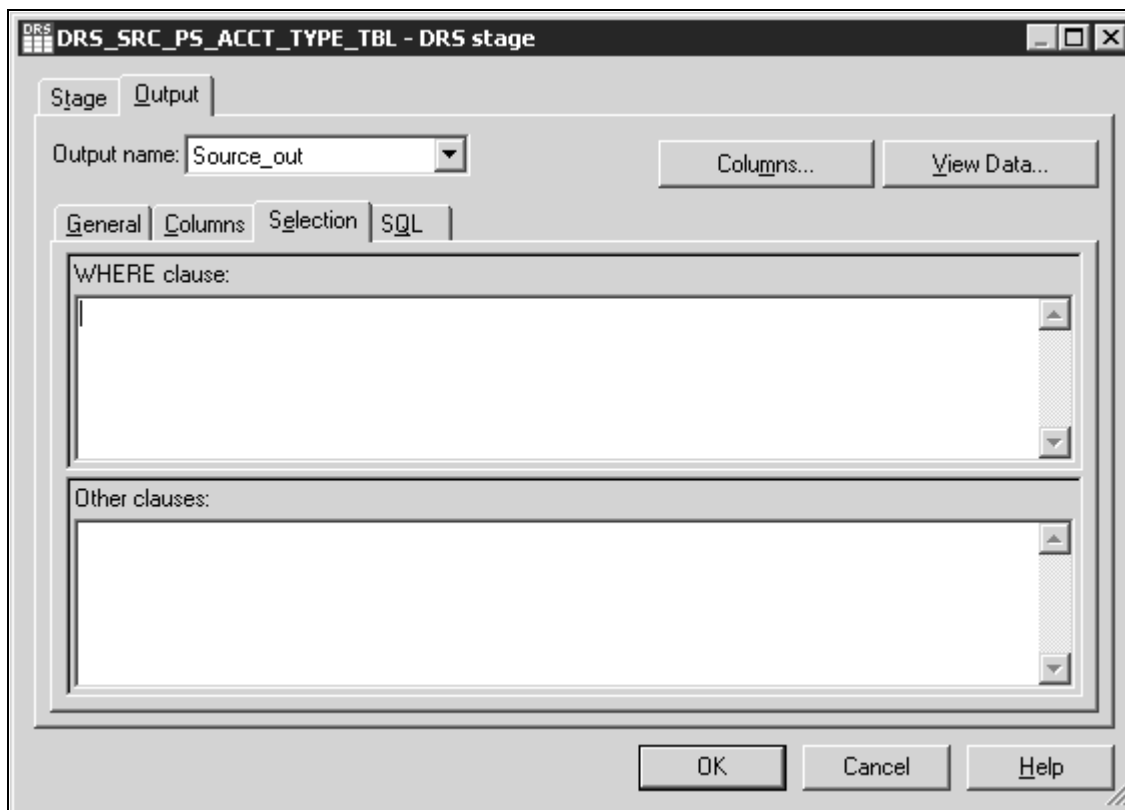 DRS DRS_SRC_PS_ACCT_TYPE_TBL - DRS stage
Stage Output
Output name: Source_out Columns... View Data...
General Columns Selection SQL
WHERE clause:
Other clauses:
OK Cancel Help